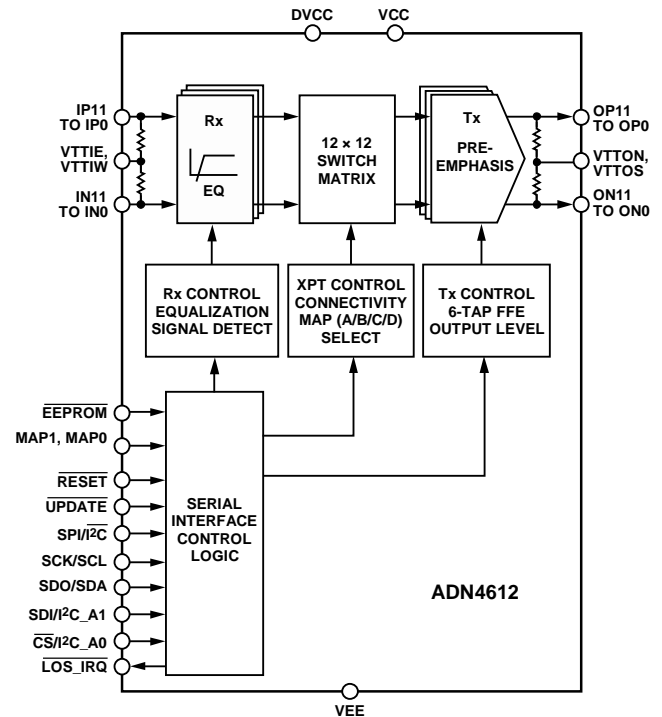 DVCC
VCC
IP11
TO IP0
VTTIE,
VTTIW
IN11
TO IN0
Rx
EQ
12 × 12
SWITCH
MATRIX
Tx
PRE-
EMPHASIS
OP11
TO OP0
VTTON,
VTTOS
ON11
TO ON0
Rx CONTROL
EQUALIZATION
SIGNAL DETECT
XPT CONTROL
CONNECTIVITY
MAP (A/B/C/D)
SELECT
Tx CONTROL
6-TAP FFE
OUTPUT LEVEL
EEPROM
MAP1, MAP0
RESET
UPDATE
SPI/I²C
SCK/SCL
SDO/SDA
SDI/I²C_A1
CS/I²C_A0
LOS_IRQ
SERIAL
INTERFACE
CONTROL
LOGIC
ADN4612
VEE